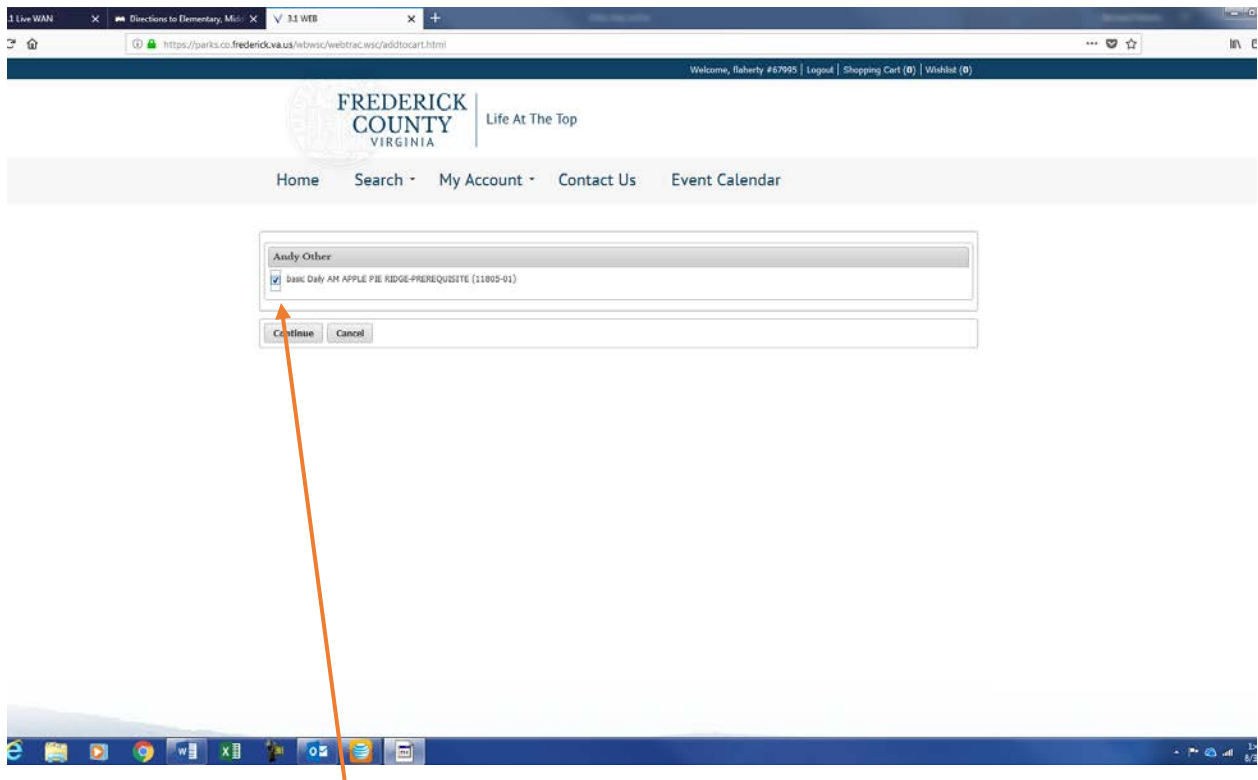 .1 Live WAN
Directions to Elementary, Mid
3.1 WEB
https://parks.co.frederick.va.us/wbwsc/webtrac.wsc/addtocart.html
Welcome, flaherty #67995 | Logout | Shopping Cart (0) | Wishlist (0)
FREDERICK
COUNTY
VIRGINIA
Life At The Top
Home Search My Account Contact Us Event Calendar
Andy Other
basic Daily AM APPLE PIE RIDGE-PREREQUISITE (11805-01)
Continue Cancel